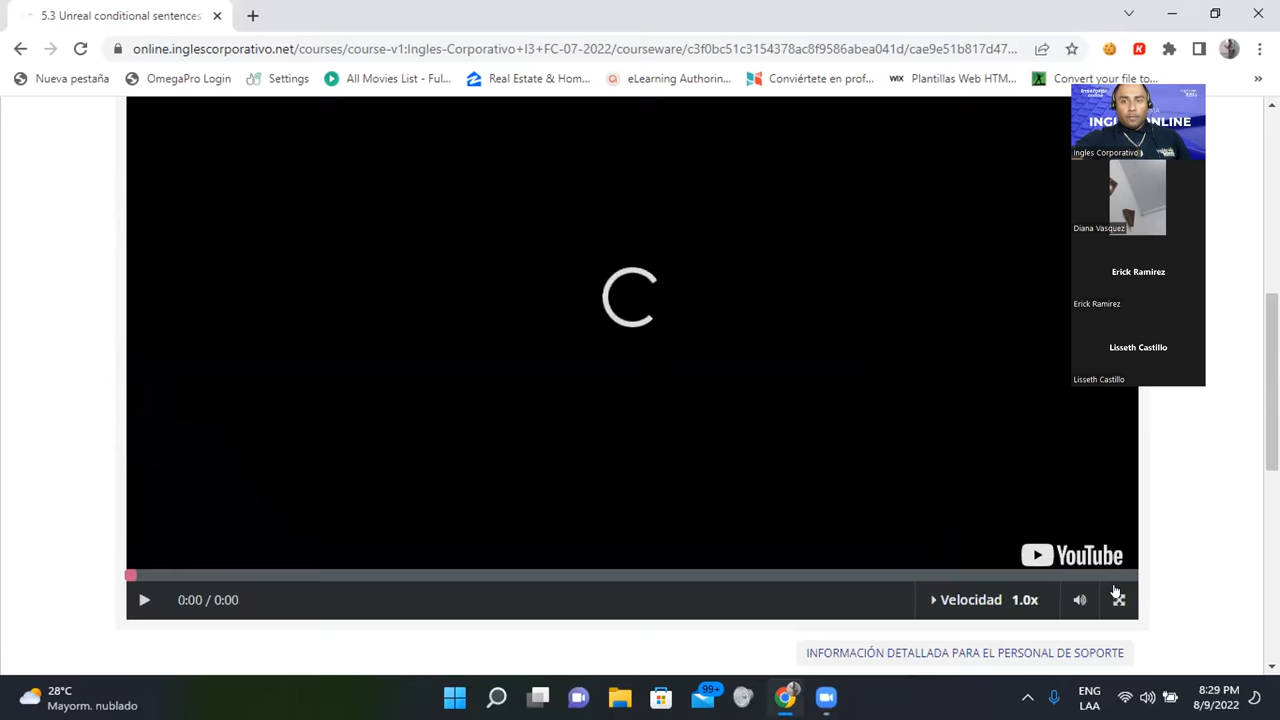 5.3 Unreal conditional sentences
online.inglescorporativo.net/courses/course-v1:Ingles-Corporativo+I3+FC-07-2022/courseware/c3f0bc51c3154378ac8f9586abea041d/cae9e51b817d47...
Nueva pestaña
OmegaPro Login
Settings
All Movies List - Ful...
Real Estate & Hom...
eLearning Authorin...
Conviértete en prof...
WIX Plantillas Web HTM...
Convert your file to...
»
Ingles Corporativo
Diana Vasquez
Erick Ramirez
Erick Ramirez
Lisseth Castillo
Lisseth Castillo
YouTube
0:00 / 0:00
Velocidad 1.0x
INFORMACIÓN DETALLADA PARA EL PERSONAL DE SOPORTE
28°C
Mayorm. nublado
99+
ENG
LAA
8:29 PM
8/9/2022